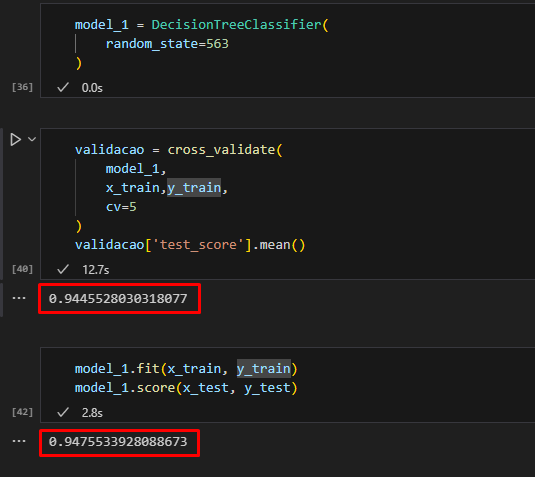 model_1 = DecisionTreeClassifier(
    random_state=563
)
[36]
0.0s
validacao = cross_validate(
    model_1,
    x_train,y_train,
    cv=5
)
validacao['test_score'].mean()
[40]
12.7s
... 0.9445528030318077
model_1.fit(x_train, y_train)
model_1.score(x_test, y_test)
[42]
2.8s
... 0.9475533928088673